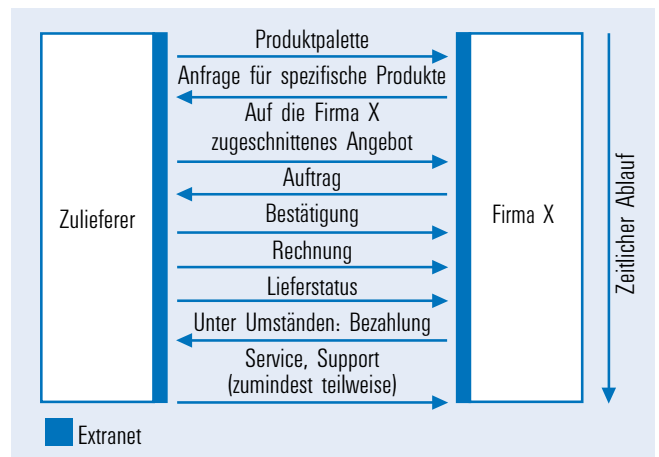 Produktpalette
Anfrage für spezifische Produkte
Auf die Firma X
zugeschnittenes Angebot
Auftrag
Zulieferer
Bestätigung
Firma X
Rechnung
Lieferstatus
Unter Umständen: Bezahlung
Service, Support
(zumindest teilweise)
Zeitlicher Ablauf
Extranet